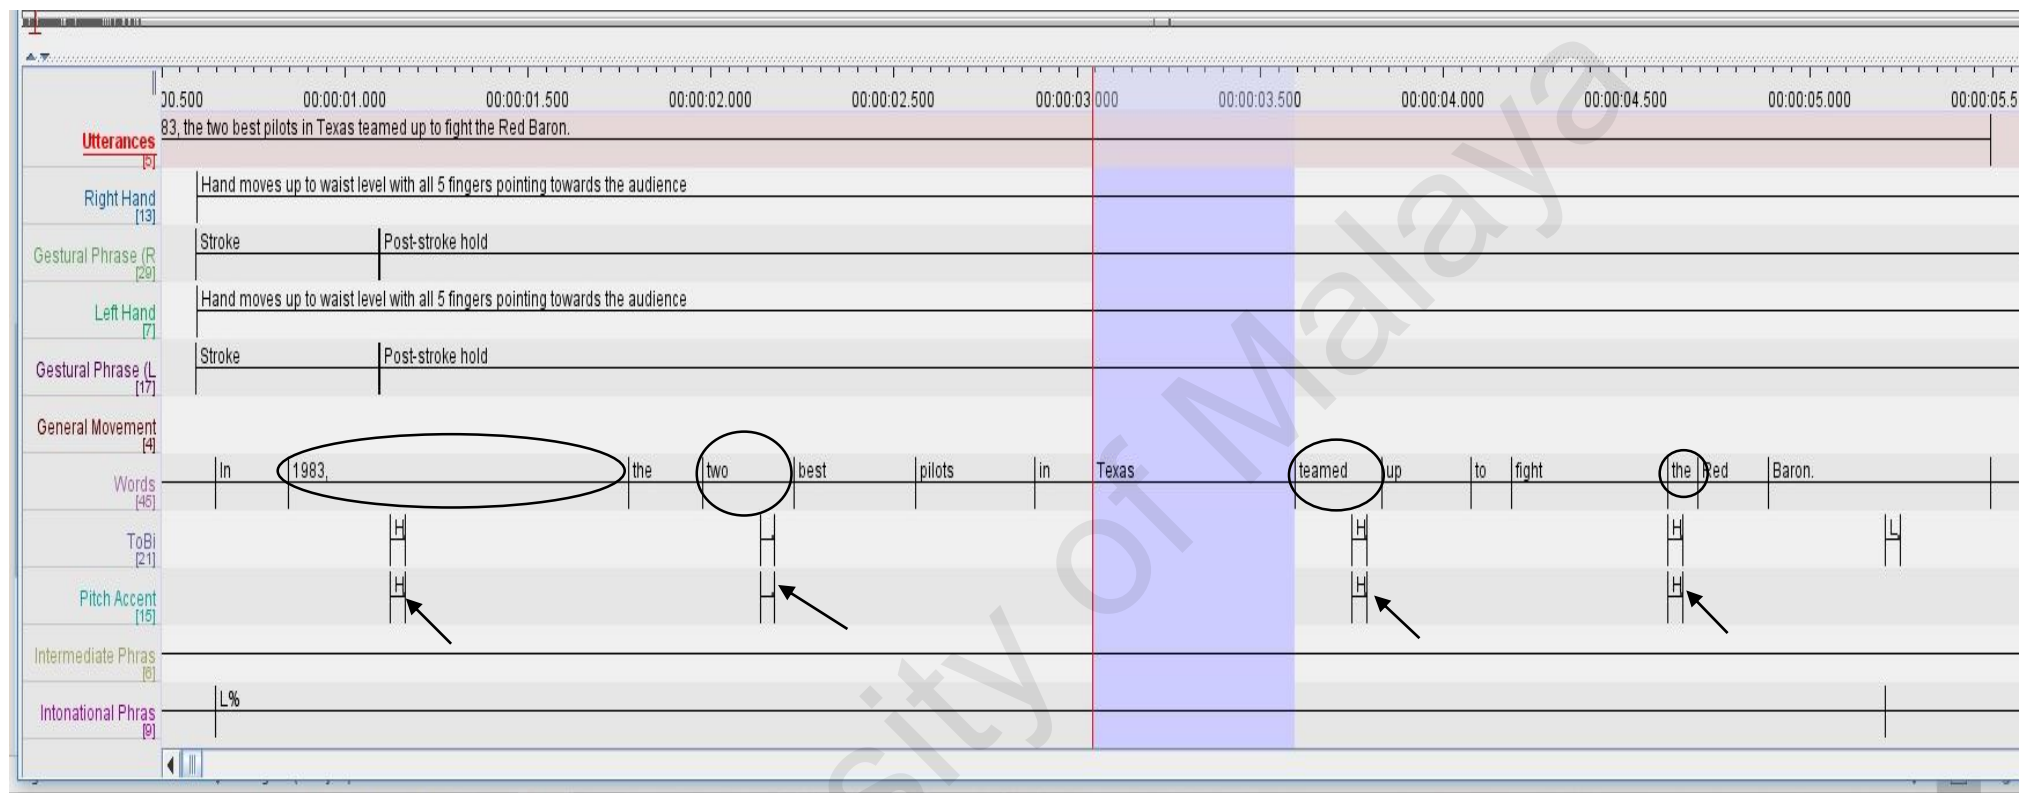 00.500 00:00:01.000 00:00:01.500 00:00:02.000 00:00:02.500 00:00:03.000 00:00:03.500 00:00:04.000 00:00:04.500 00:00:05.000 00:00:05.5
Utterances [5] 83, the two best pilots in Texas teamed up to fight the Red Baron.
Right Hand [13] Hand moves up to waist level with all 5 fingers pointing towards the audience
Gestural Phrase (R [29] Stroke Post-stroke hold
Left Hand [7] Hand moves up to waist level with all 5 fingers pointing towards the audience
Gestural Phrase (L [17] Stroke Post-stroke hold
General Movement [4]
Words [45] In 1983, the two best pilots in Texas teamed up to fight the Red Baron.
ToBi [21] H L H H L
Pitch Accent [15] H L H H
Intermediate Phras [6]
Intonational Phras [9] L%
sity of Malaya